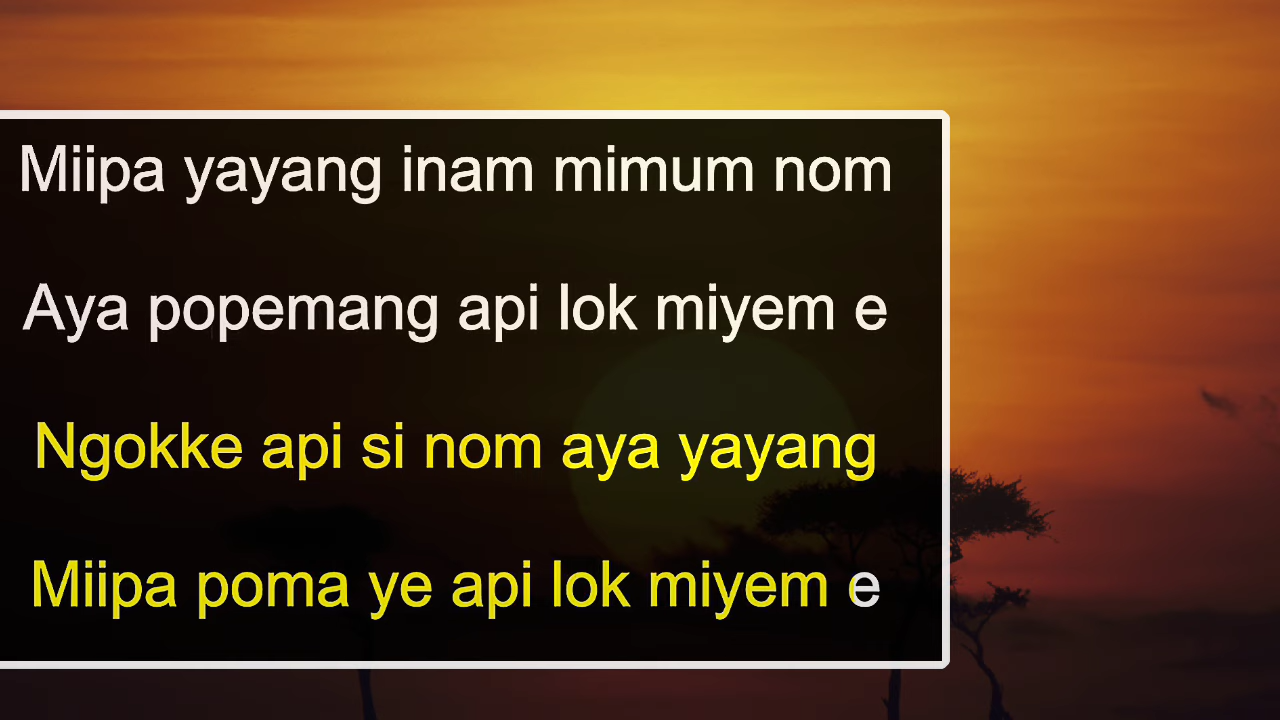 Miipa yayang inam mimum nom
Aya popemang api lok miyem e
Ngokke api si nom aya yayang
Miipa poma ye api lok miyem e